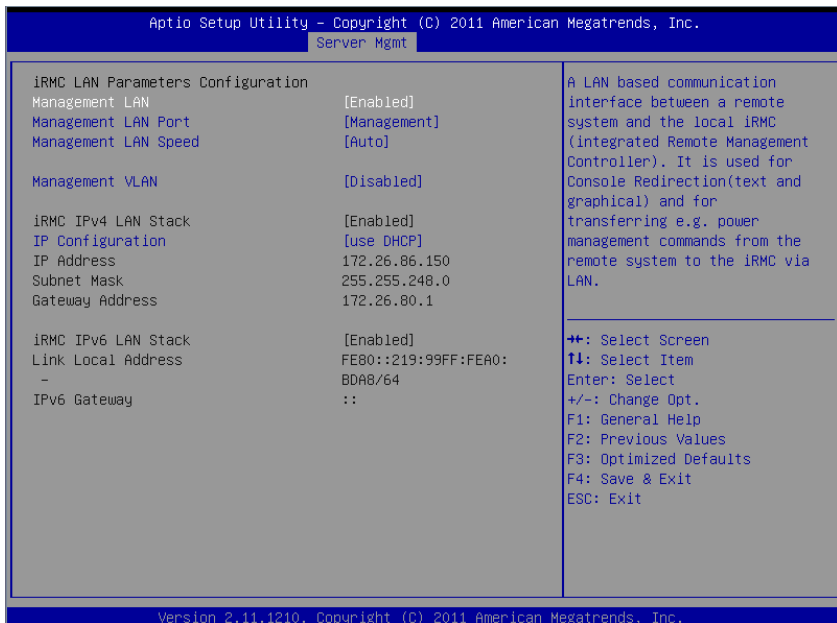 Aptio Setup Utility – Copyright (C) 2011 American Megatrends, Inc.
Server Mgmt
iRMC LAN Parameters Configuration
Management LAN [Enabled]
Management LAN Port [Management]
Management LAN Speed [Auto]
Management VLAN [Disabled]
iRMC IPv4 LAN Stack [Enabled]
IP Configuration [use DHCP]
IP Address 172.26.86.150
Subnet Mask 255.255.248.0
Gateway Address 172.26.80.1
iRMC IPv6 LAN Stack [Enabled]
Link Local Address FE80::219:99FF:FEA0:
– BDA8/64
IPv6 Gateway ::
A LAN based communication
interface between a remote
system and the local iRMC
(integrated Remote Management
Controller). It is used for
Console Redirection(text and
graphical) and for
transferring e.g. power
management commands from the
remote system to the iRMC via
LAN.
→←: Select Screen
↑↓: Select Item
Enter: Select
+/-: Change Opt.
F1: General Help
F2: Previous Values
F3: Optimized Defaults
F4: Save & Exit
ESC: Exit
Version 2.11.1210. Copyright (C) 2011 American Megatrends, Inc.